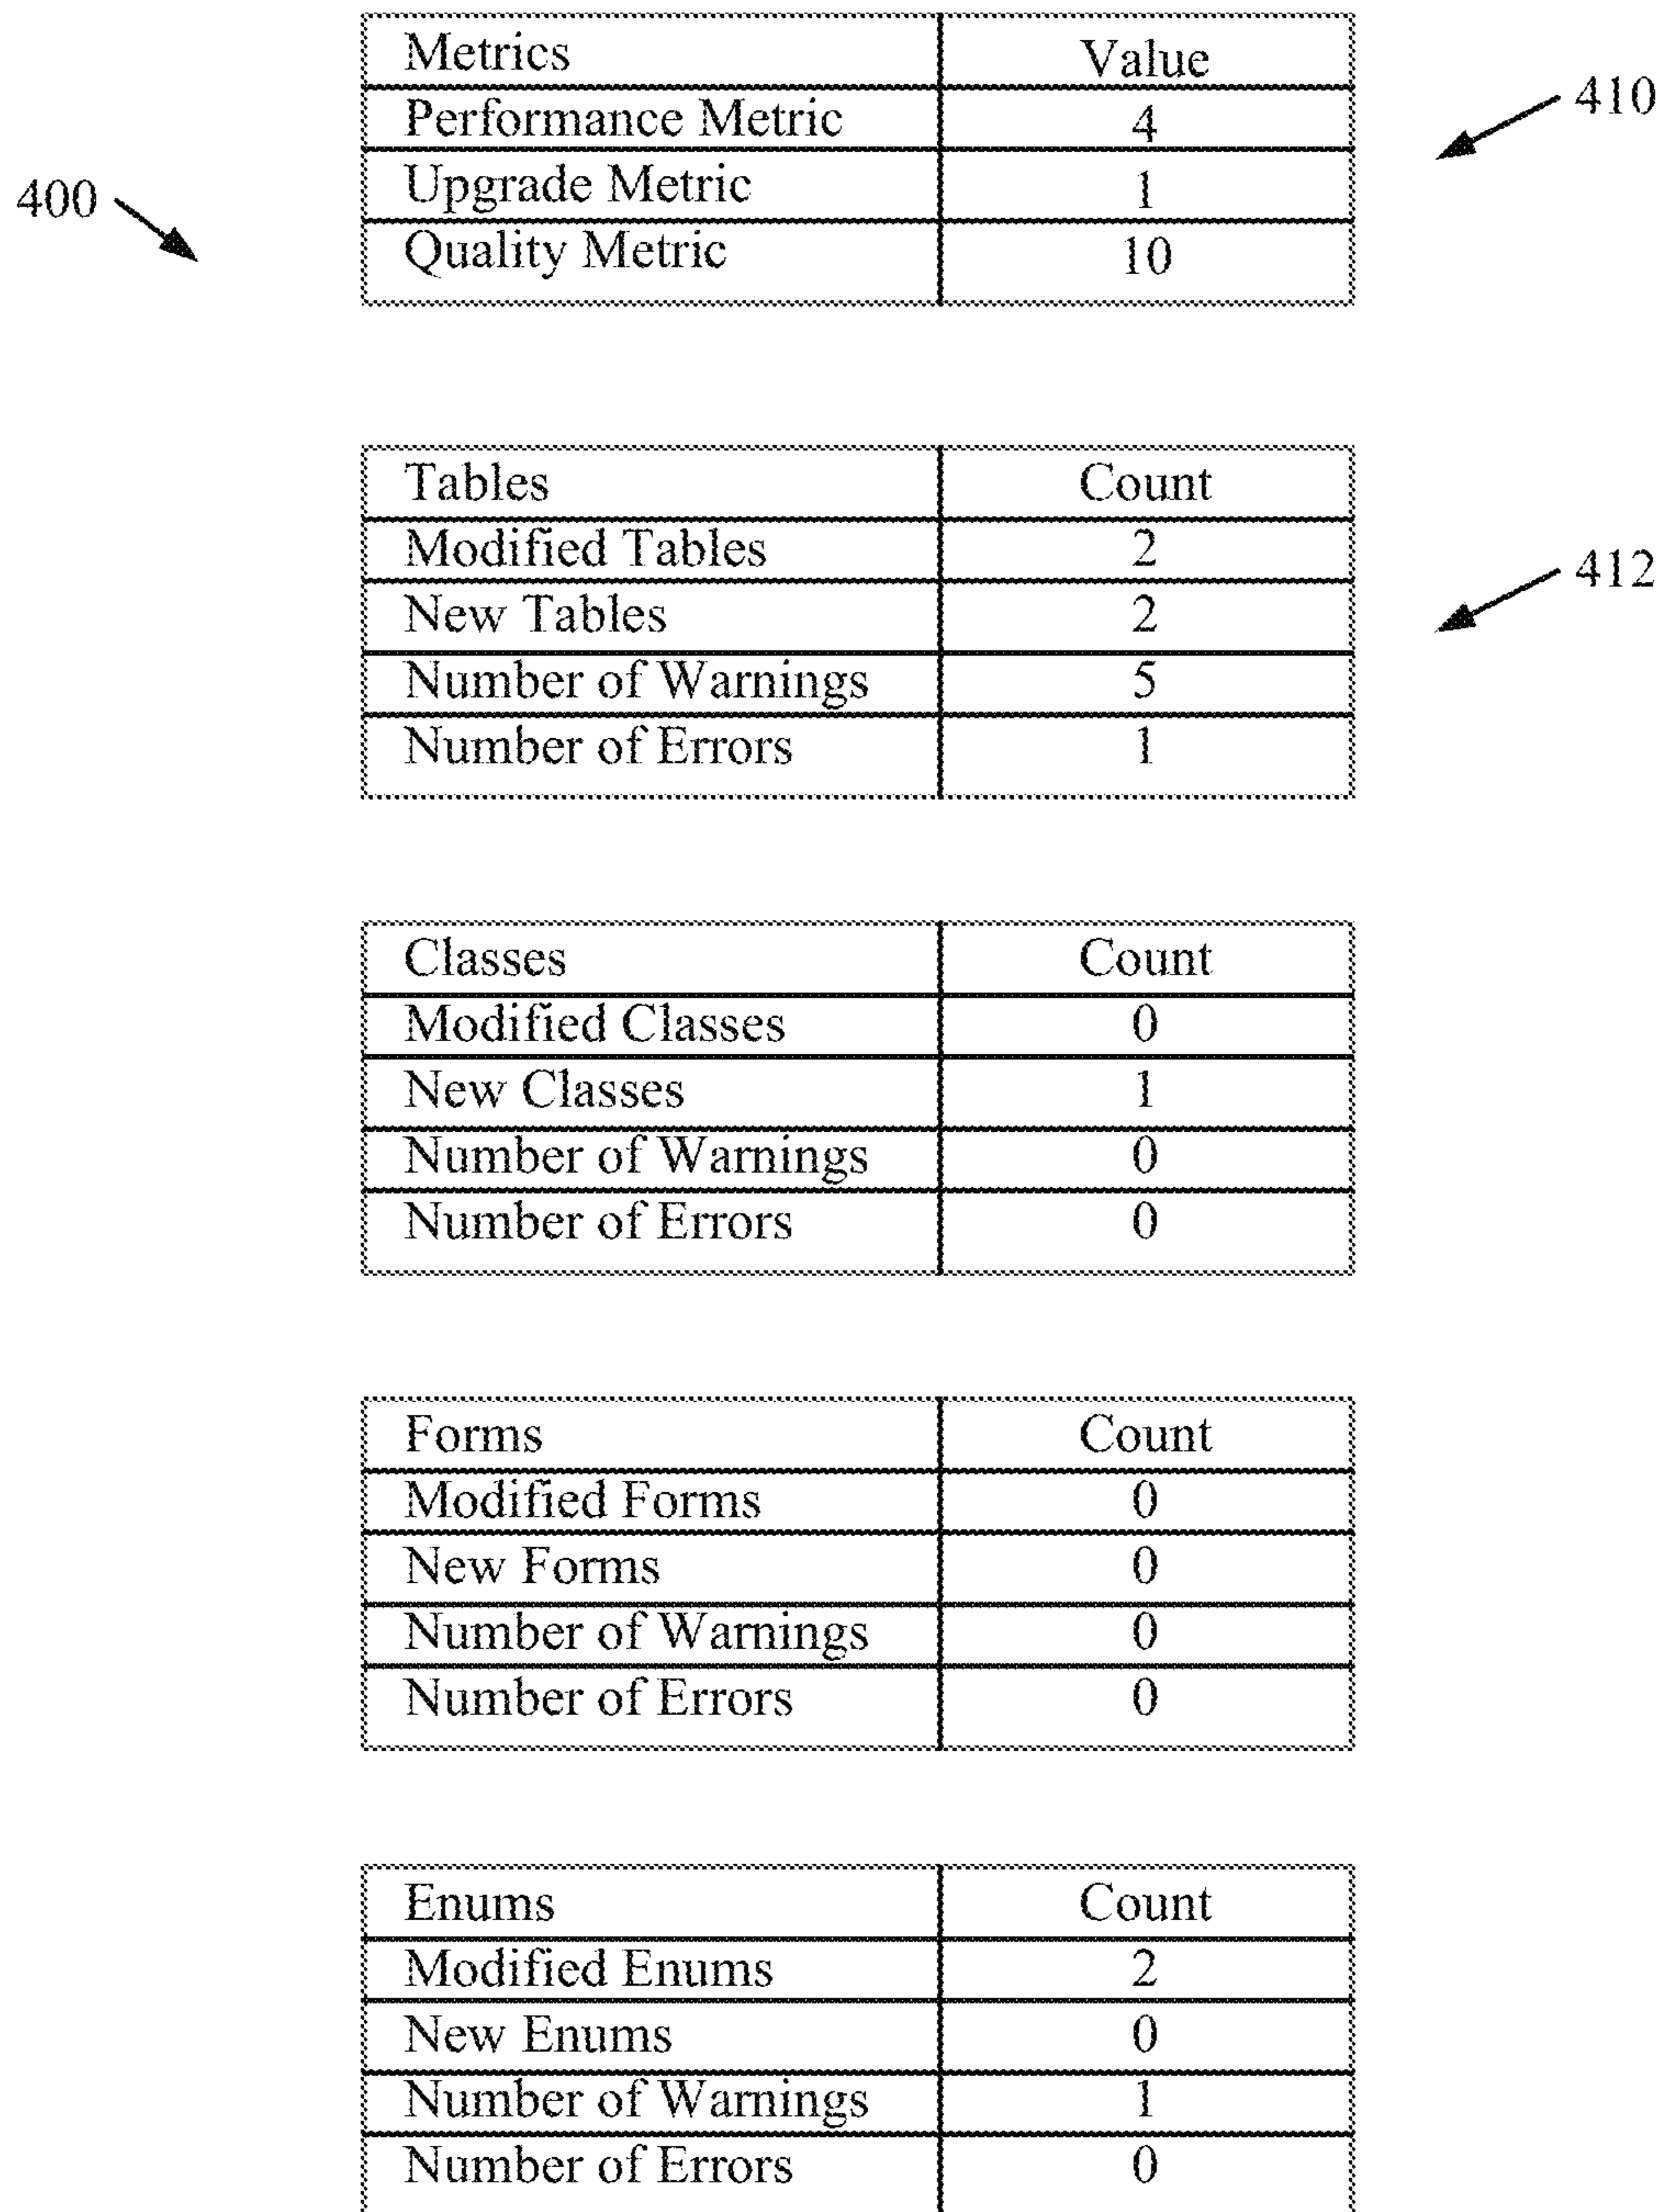 Metrics Value
Performance Metric 4
Upgrade Metric 1
Quality Metric 10
410
400
Tables Count
Modified Tables 2
New Tables 2
Number of Warnings 5
Number of Errors 1
412
Classes Count
Modified Classes 0
New Classes 1
Number of Warnings 0
Number of Errors 0
Forms Count
Modified Forms 0
New Forms 0
Number of Warnings 0
Number of Errors 0
Enums Count
Modified Enums 2
New Enums 0
Number of Warnings 1
Number of Errors 0